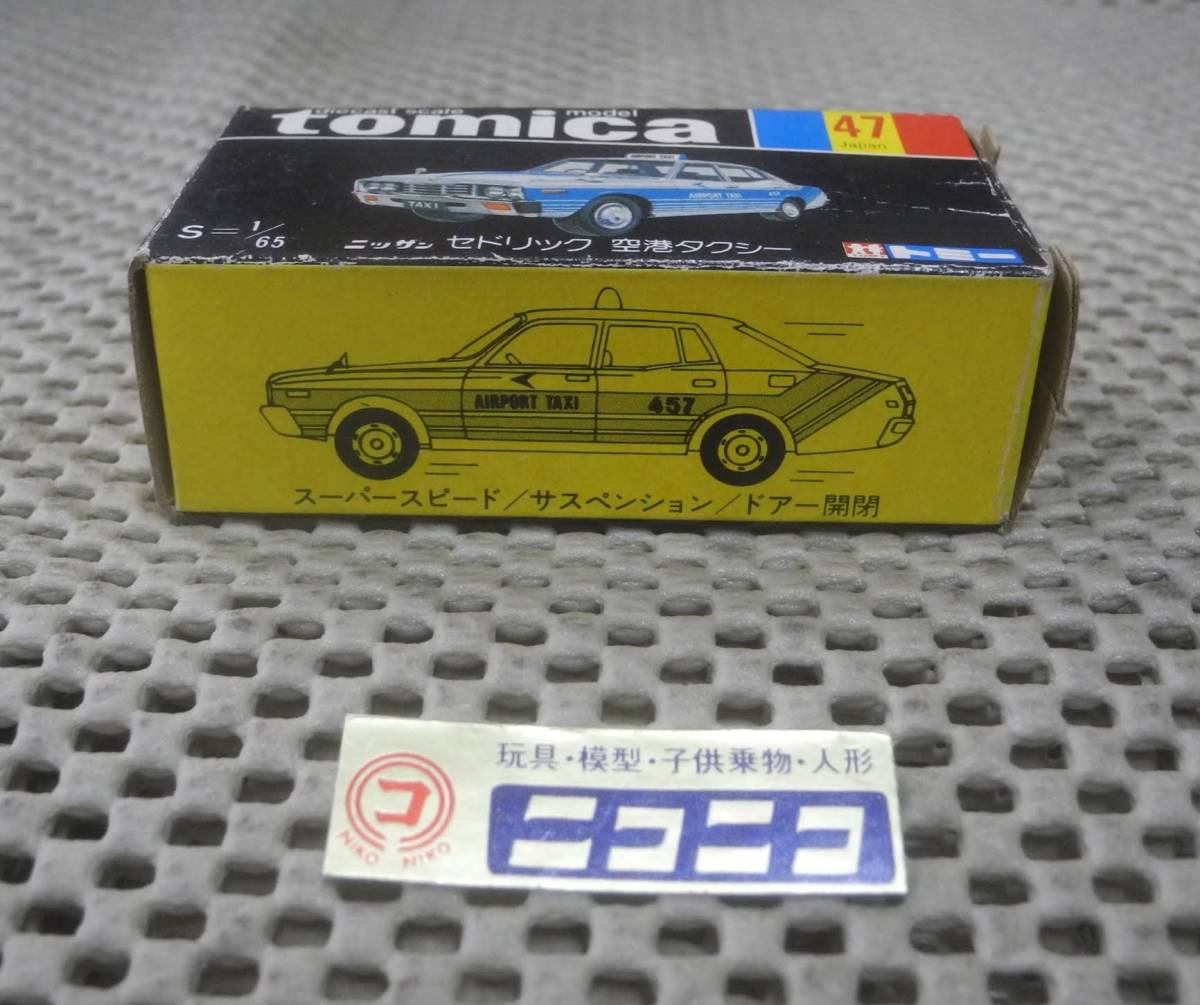 diecast scale model
tomica
47
Japan
AIRPORT TAXI
AIRPORT TAXI 457
TAXI
S=1/65
ニッサン セドリック 空港タクシー
トミー
AIRPORT TAXI 457
スーパースピード/サスペンション/ドアー開閉
玩具・模型・子供乗物・人形
コ
NIKO NIKO
ニコニコ